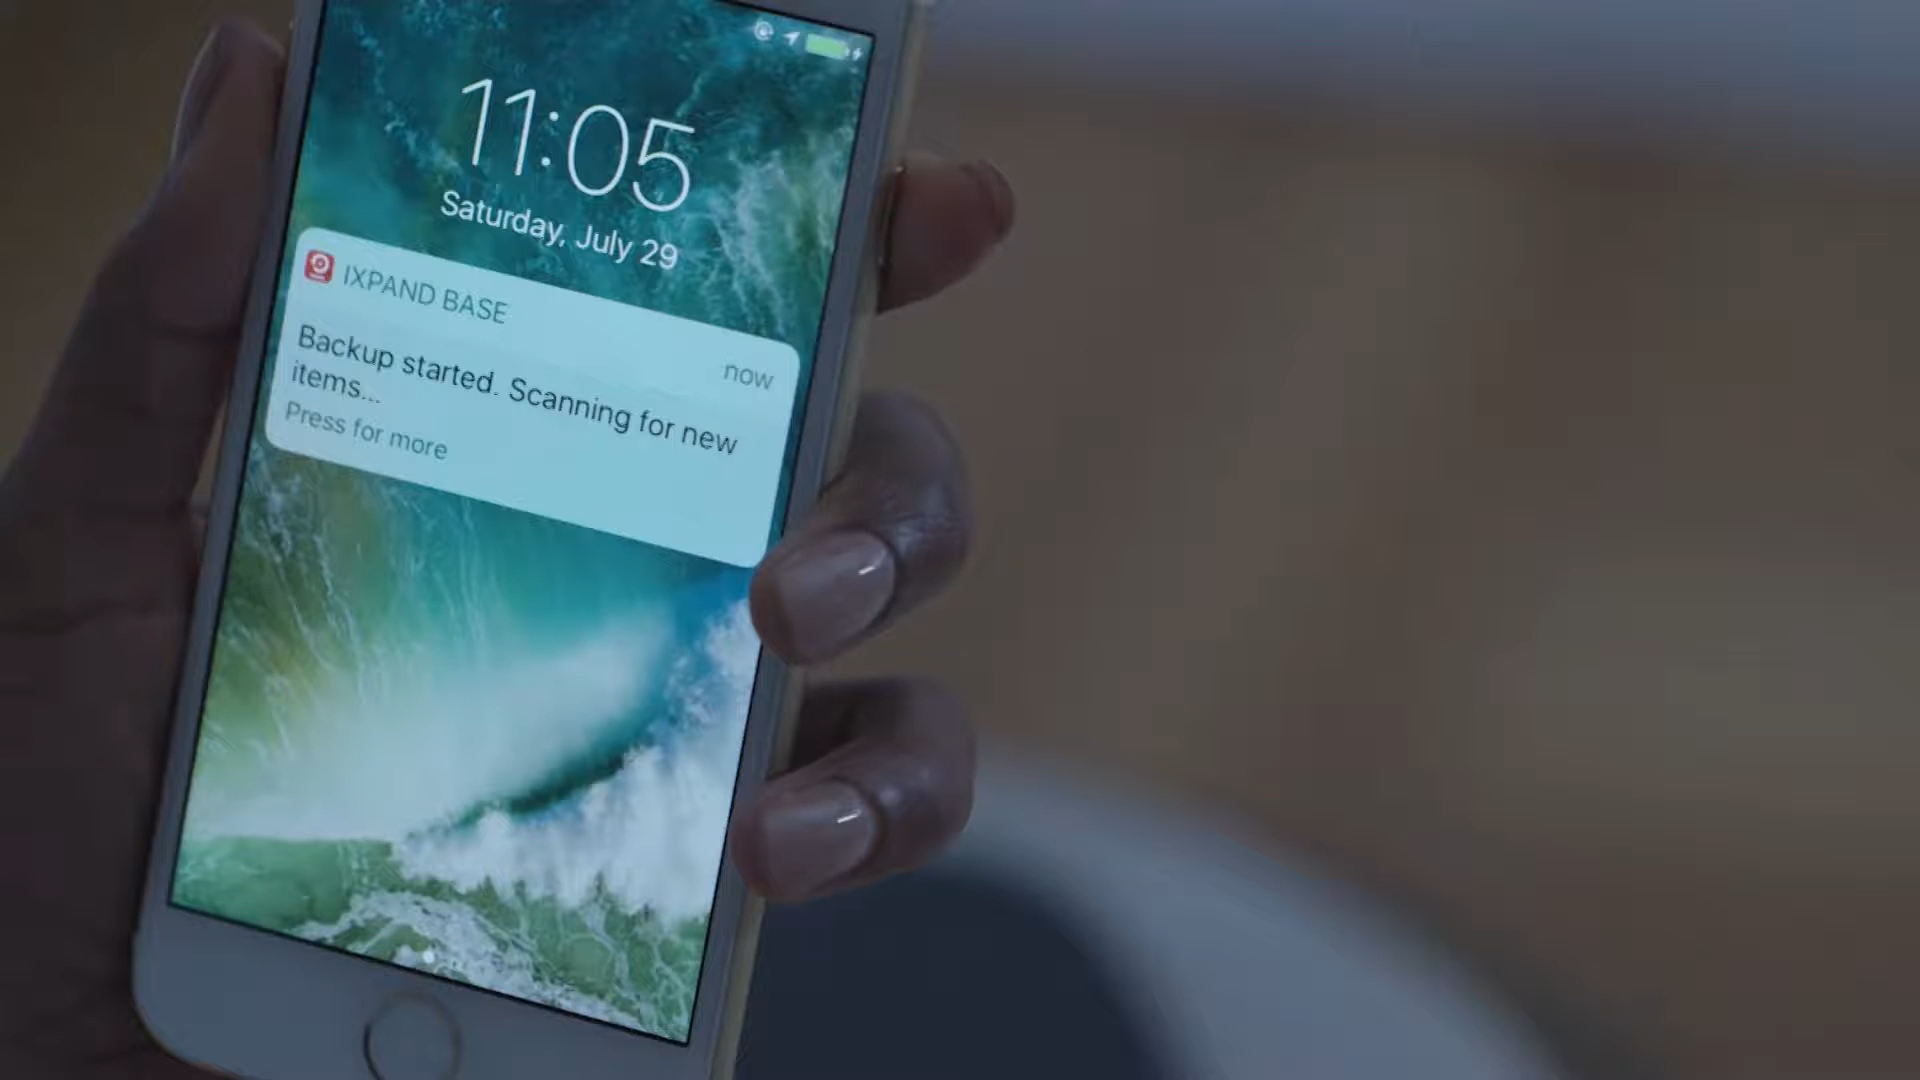 11:05
Saturday, July 29
IXPAND BASE
now
Backup started. Scanning for new
items...
Press for more